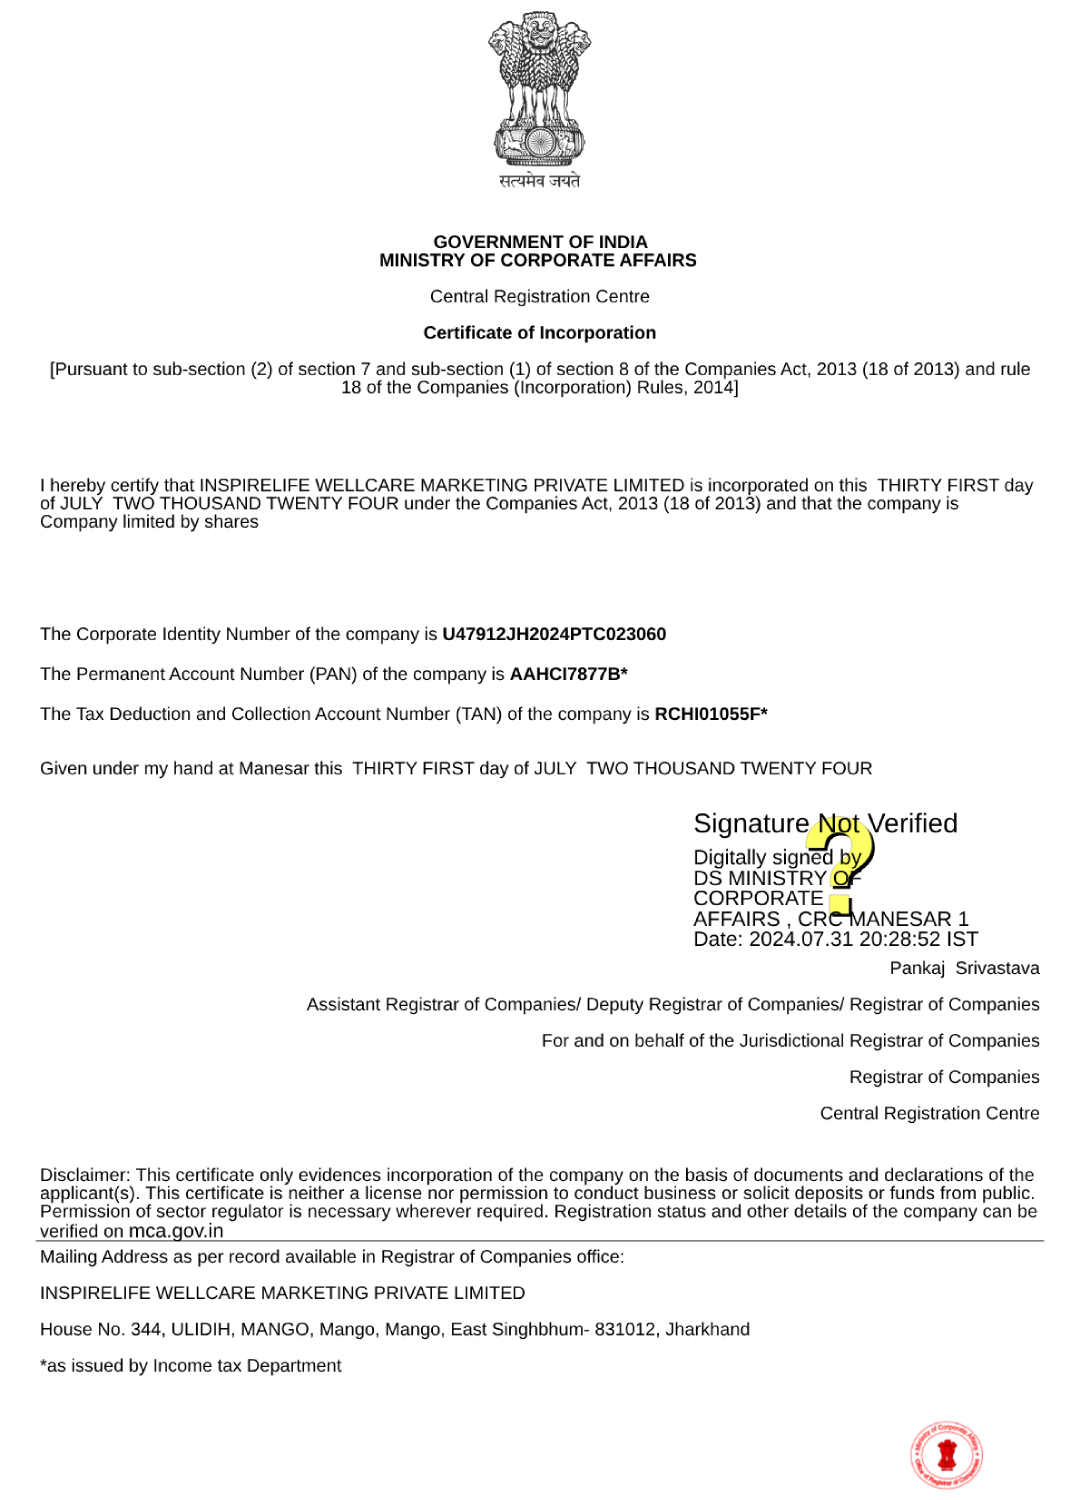 सत्यमेव जयते
GOVERNMENT OF INDIA
MINISTRY OF CORPORATE AFFAIRS
Central Registration Centre
Certificate of Incorporation
[Pursuant to sub-section (2) of section 7 and sub-section (1) of section 8 of the Companies Act, 2013 (18 of 2013) and rule
18 of the Companies (Incorporation) Rules, 2014]
I hereby certify that INSPIRELIFE WELLCARE MARKETING PRIVATE LIMITED is incorporated on this  THIRTY FIRST day
of JULY  TWO THOUSAND TWENTY FOUR under the Companies Act, 2013 (18 of 2013) and that the company is
Company limited by shares
The Corporate Identity Number of the company is U47912JH2024PTC023060
The Permanent Account Number (PAN) of the company is AAHCI7877B*
The Tax Deduction and Collection Account Number (TAN) of the company is RCHI01055F*
Given under my hand at Manesar this  THIRTY FIRST day of JULY  TWO THOUSAND TWENTY FOUR
Signature Not Verified
Digitally signed by
DS MINISTRY OF
CORPORATE
AFFAIRS , CRC MANESAR 1
Date: 2024.07.31 20:28:52 IST
Pankaj  Srivastava
Assistant Registrar of Companies/ Deputy Registrar of Companies/ Registrar of Companies
For and on behalf of the Jurisdictional Registrar of Companies
Registrar of Companies
Central Registration Centre
Disclaimer: This certificate only evidences incorporation of the company on the basis of documents and declarations of the
applicant(s). This certificate is neither a license nor permission to conduct business or solicit deposits or funds from public.
Permission of sector regulator is necessary wherever required. Registration status and other details of the company can be
verified on mca.gov.in
Mailing Address as per record available in Registrar of Companies office:
INSPIRELIFE WELLCARE MARKETING PRIVATE LIMITED
House No. 344, ULIDIH, MANGO, Mango, Mango, East Singhbhum- 831012, Jharkhand
*as issued by Income tax Department
Ministry of Corporate Affairs
Office of Registrar of Companies